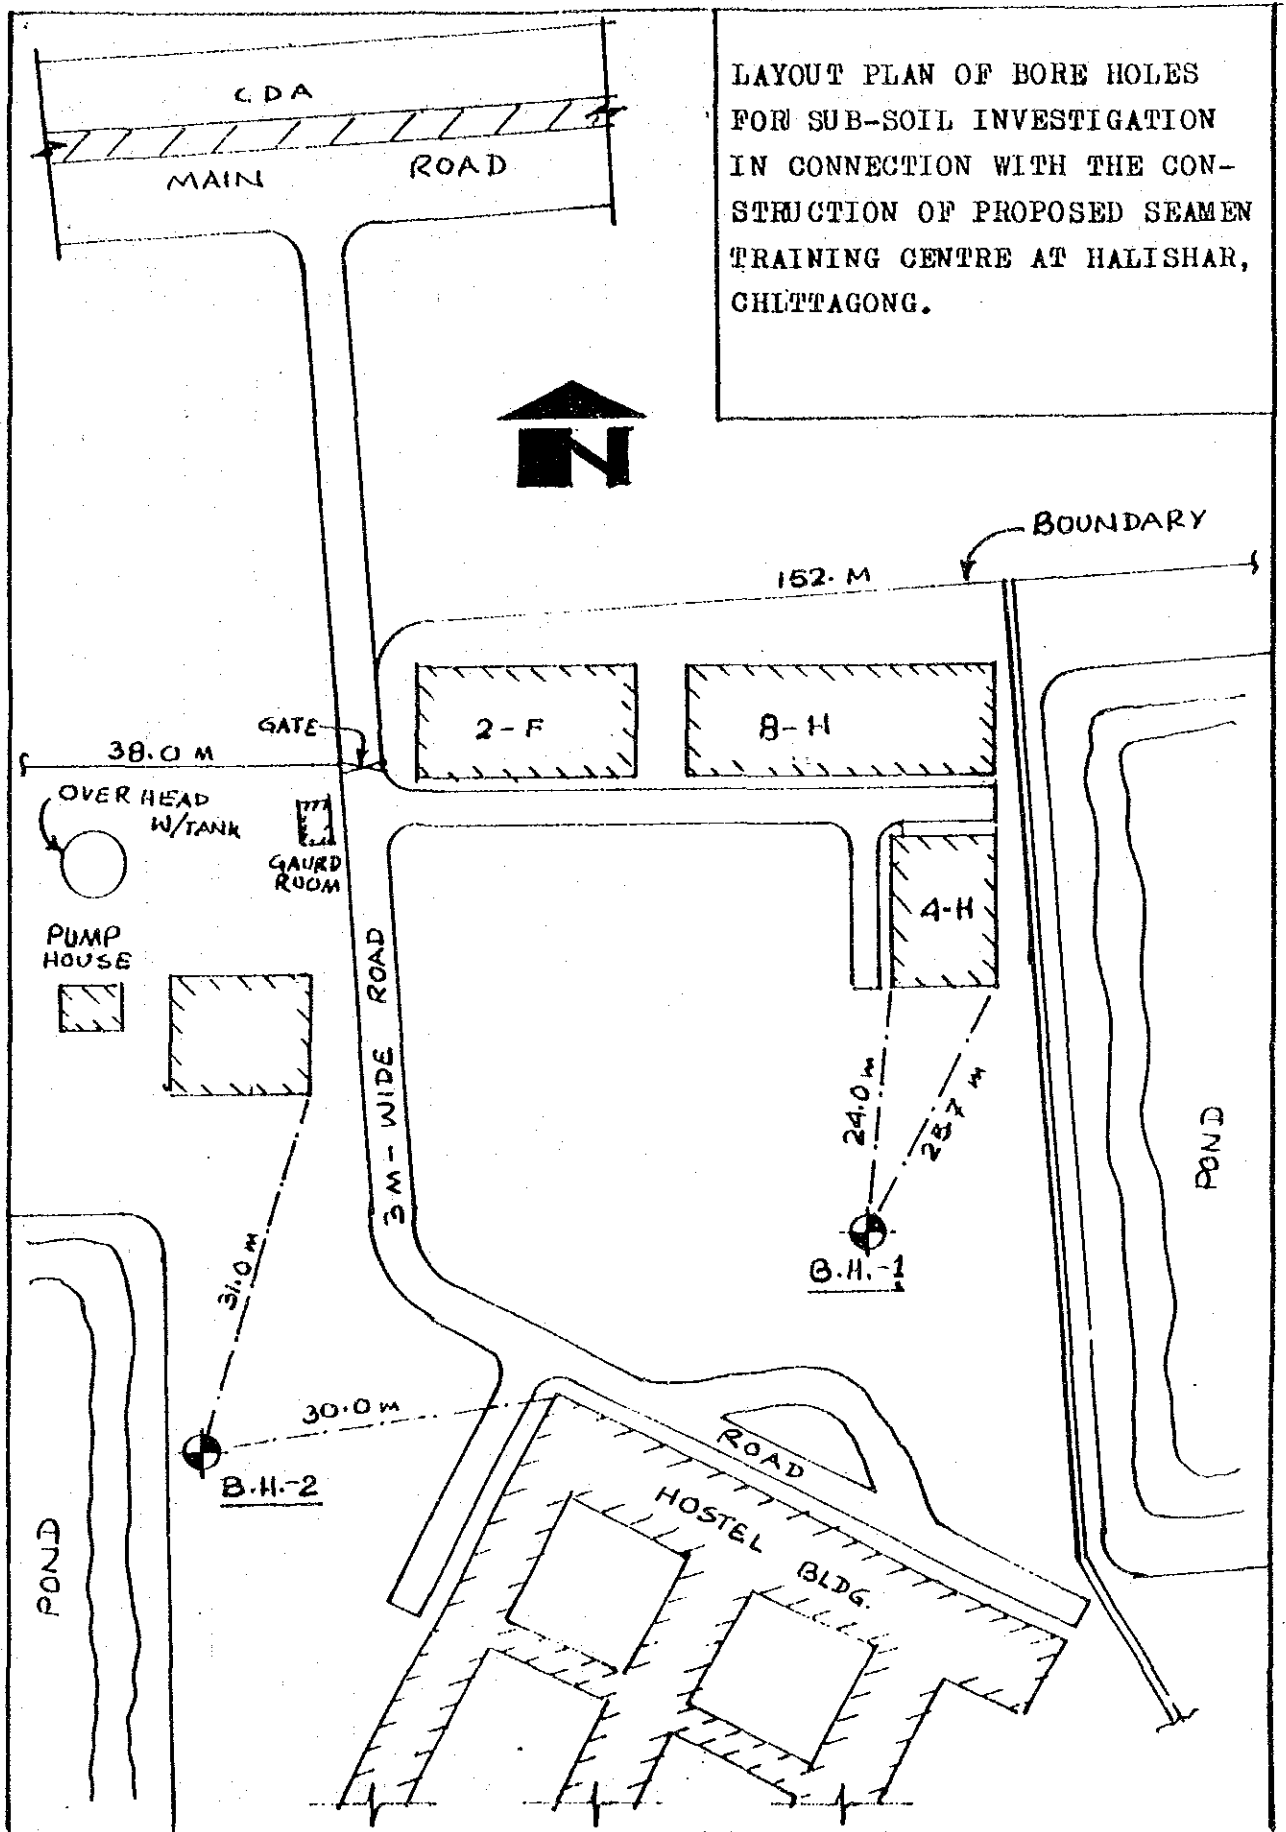 LAYOUT PLAN OF BORE HOLES
FOR SUB-SOIL INVESTIGATION
IN CONNECTION WITH THE CON-
STRUCTION OF PROPOSED SEAMEN
TRAINING CENTRE AT HALISHAR,
CHITTAGONG.
CDA
MAIN ROAD
N
BOUNDARY
152. M
GATE
38.0 M
2-F
8-H
OVER HEAD
W/TANK
GAURD
ROOM
4-H
PUMP
HOUSE
3M-WIDE ROAD
24.0 m
POND
B.H.-1
31.0 m
30.0 m
B.H.-2
ROAD
HOSTEL BLDG.
POND